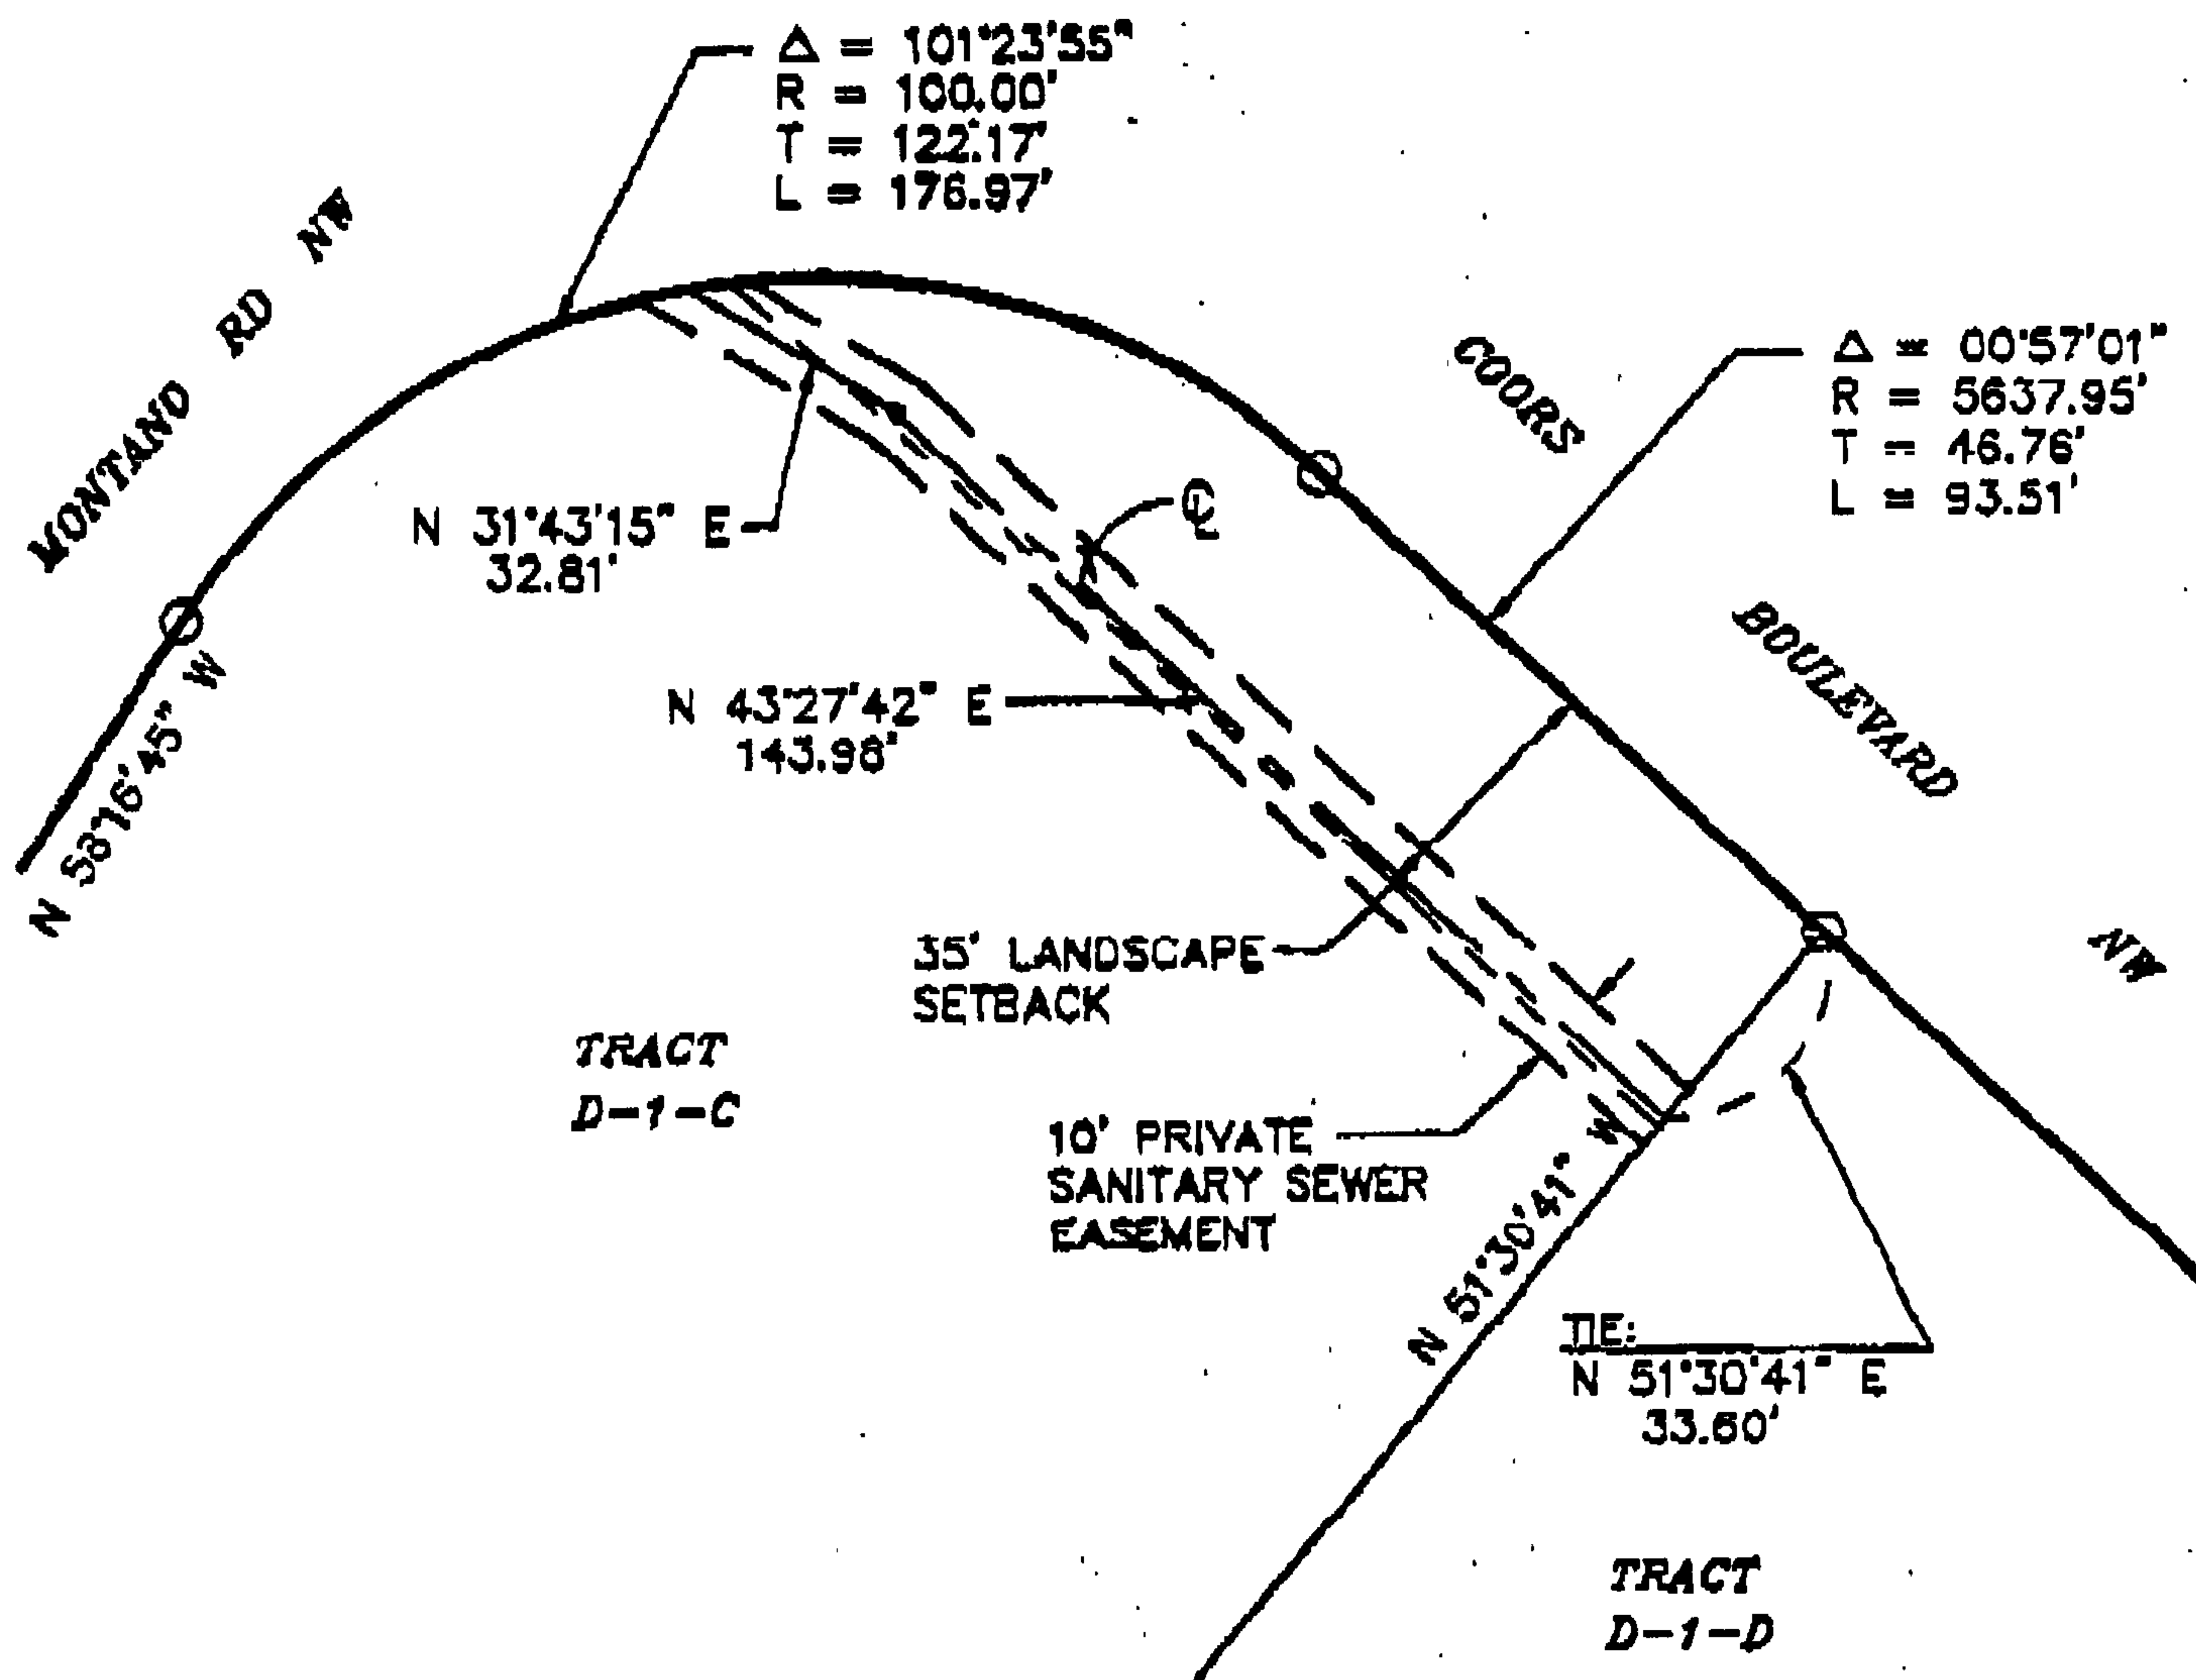 Δ = 101°23'55"
R = 100.00'
T = 122.17'
L = 176.97'
MONTANO RD NW
COORS BOULEVARD NW
Δ = 00°57'01"
R = 5637.95'
T = 46.76'
L = 93.51'
N 31°43'15" E
32.81'
℄
N 58°16'45" W
N 43°27'42" E
143.98'
35' LANDSCAPE
SETBACK
TRACT
D-1-C
10' PRIVATE
SANITARY SEWER
EASEMENT
N 51°30'41" W
TIE:
N 51°30'41" E
33.60'
TRACT
D-1-D